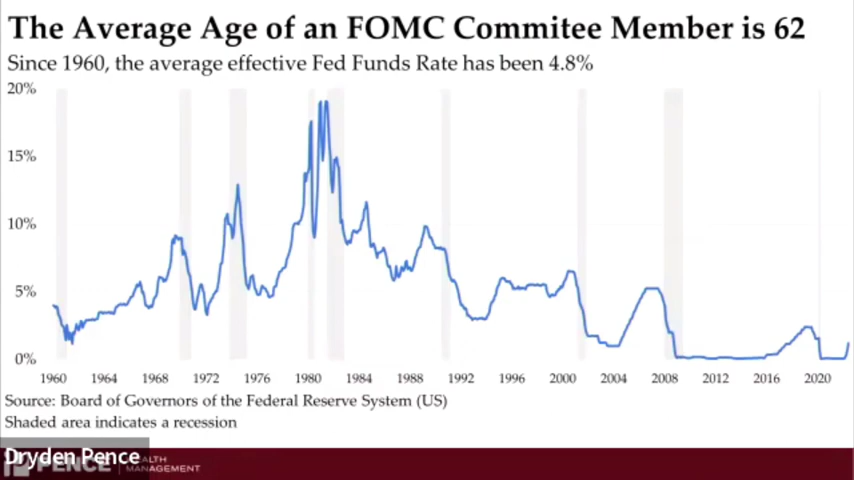 The Average Age of an FOMC Commitee Member is 62
Since 1960, the average effective Fed Funds Rate has been 4.8%
20%
15%
10%
5%
0%
1960 1964 1968 1972 1976 1980 1984 1988 1992 1996 2000 2004 2008 2012 2016 2020
Source: Board of Governors of the Federal Reserve System (US)
Shaded area indicates a recession
Dryden Pence
PENCE
MANAGEMENT